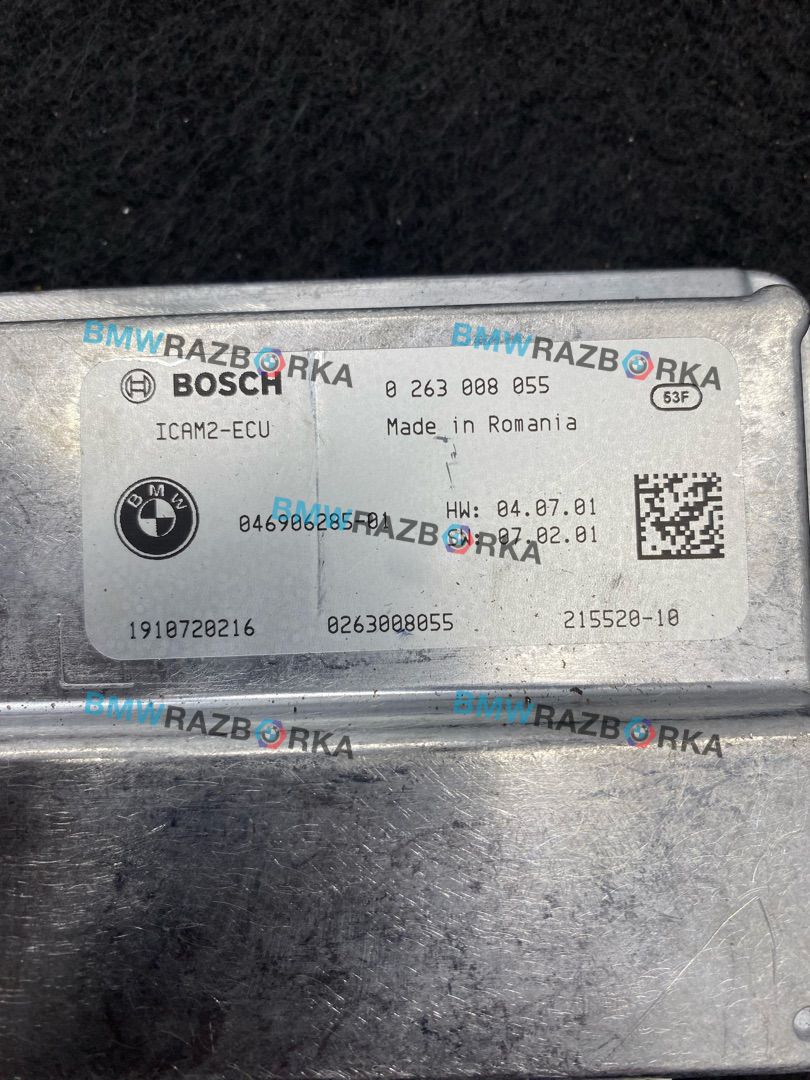 BMWRAZBORKA
BMWRAZBORKA
BOSCH
0 263 008 055
53F
ICAM2-ECU
Made in Romania
BMW
046906285-01
HW: 04.07.01
SW: 07.02.01
BMWRAZBORKA
1910720216
0263008055
215520-10
BMWRAZBORKA
BMWRAZBORKA